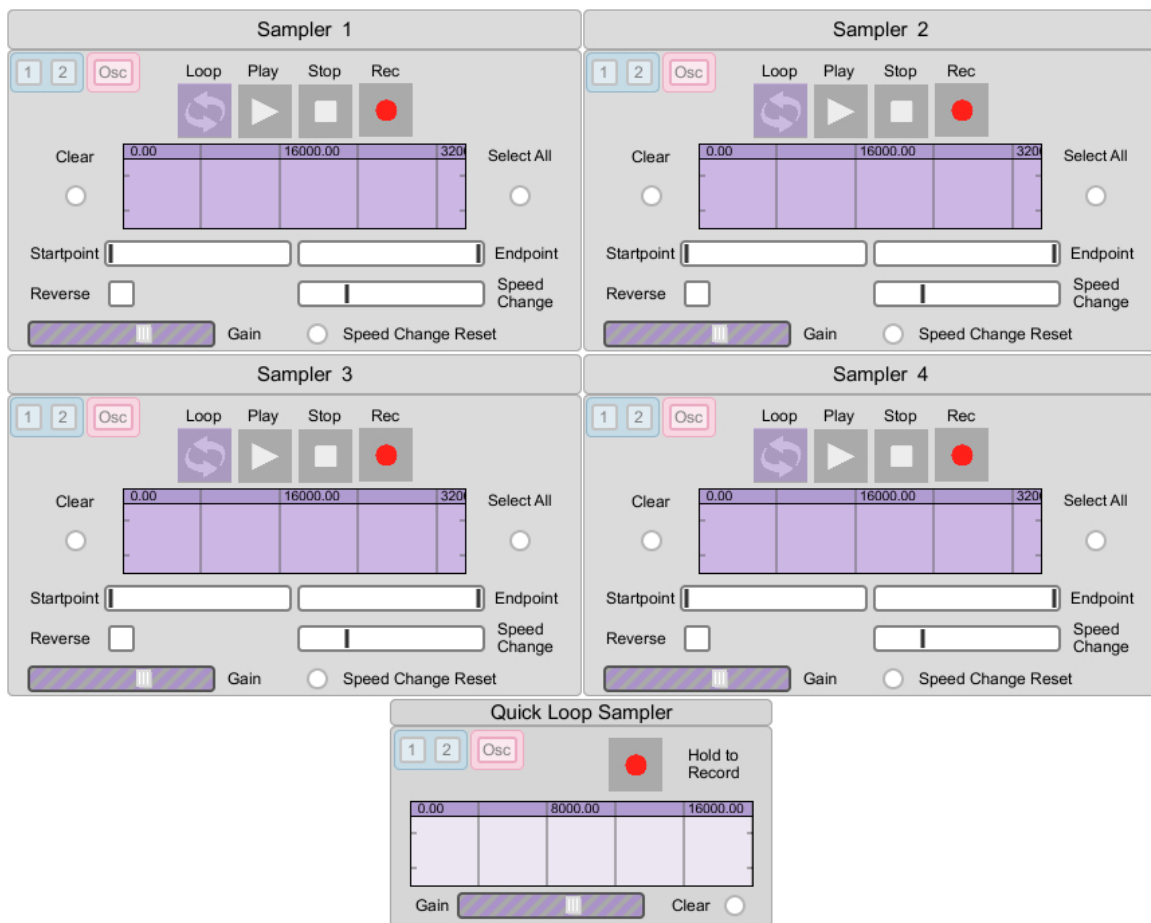 Sampler 1
1 2 Osc
Loop Play Stop Rec
Clear
0.00 16000.00 320
Select All
Startpoint
Endpoint
Reverse
Speed
Change
Gain
Speed Change Reset
Sampler 2
1 2 Osc
Loop Play Stop Rec
Clear
0.00 16000.00 320
Select All
Startpoint
Endpoint
Reverse
Speed
Change
Gain
Speed Change Reset
Sampler 3
1 2 Osc
Loop Play Stop Rec
Clear
0.00 16000.00 320
Select All
Startpoint
Endpoint
Reverse
Speed
Change
Gain
Speed Change Reset
Sampler 4
1 2 Osc
Loop Play Stop Rec
Clear
0.00 16000.00 320
Select All
Startpoint
Endpoint
Reverse
Speed
Change
Gain
Speed Change Reset
Quick Loop Sampler
1 2 Osc
Hold to
Record
0.00 8000.00 16000.00
Gain
Clear